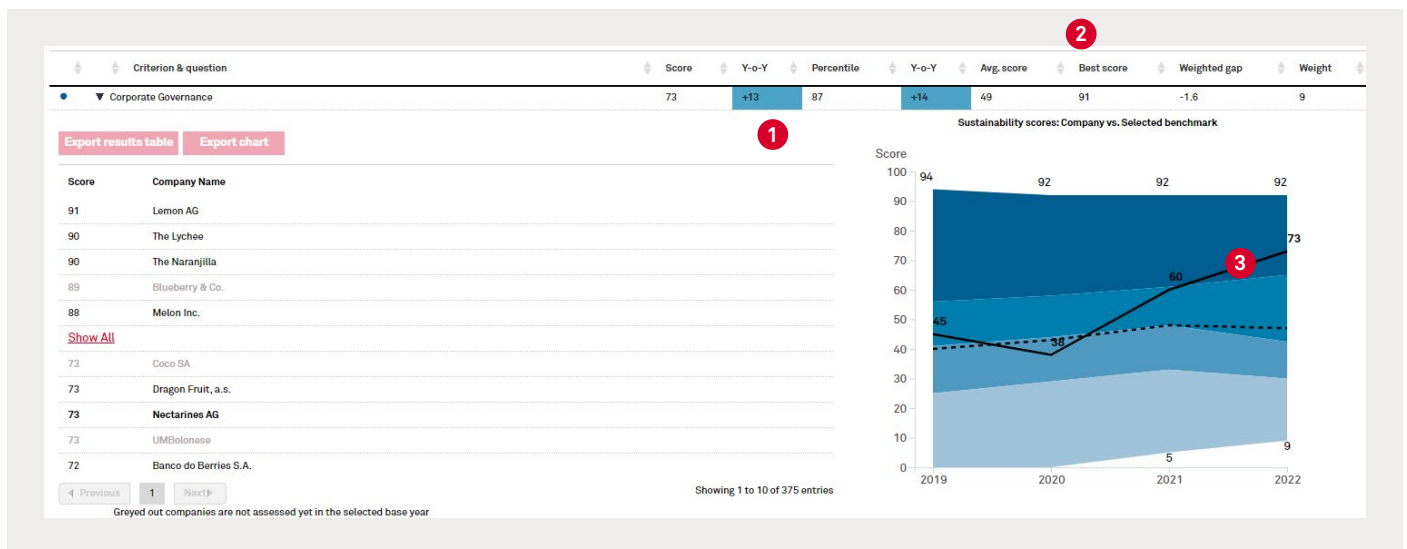 2
Criterion & question Score Y-o-Y Percentile Y-o-Y Avg. score Best score Weighted gap Weight
▼ Corporate Governance 73 +13 87 +14 49 91 -1.6 9
1
Export results table Export chart
Score Company Name
91 Lemon AG
90 The Lychee
90 The Naranjilla
89 Blueberry & Co.
88 Melon Inc.
Show All
73 Coco SA
73 Dragon Fruit, a.s.
73 Nectarines AG
73 UMBolonese
72 Banco do Berries S.A.
Previous 1 Next
Showing 1 to 10 of 375 entries
Greyed out companies are not assessed yet in the selected base year
Sustainability scores: Company vs. Selected benchmark
Score
100
90
80
70
60
50
40
30
20
10
0
94 92 92 92
73
3
60
45
38
5
9
2019 2020 2021 2022